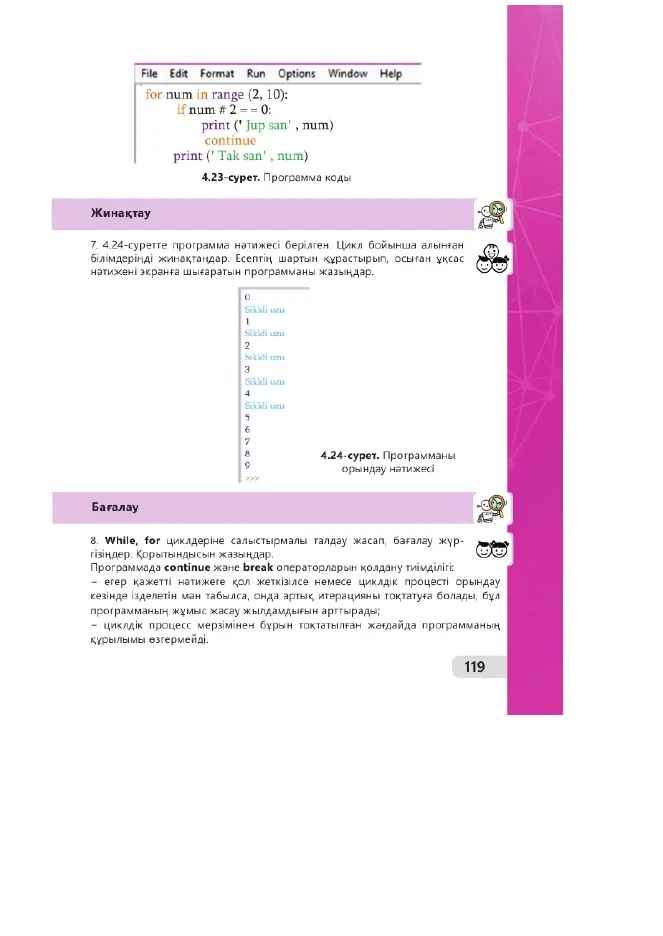 File Edit Format Run Options Window Help
for num in range (2, 10):
if num # 2 = = 0:
print (' Jup san' , num)
continue
print (' Tak san' , num)
4.23-сурет. Программа коды
Жинақтау
7. 4.24-суретте программа нәтижесі берілген. Цикл бойынша алынған
білімдеріңді жинақтаңдар. Есептің шартын құрастырып, осыған ұқсас
нәтижені экранға шығаратын программаны жазыңдар.
0
Sikldi uzu
1
Sikldi uzu
2
Sikldi uzu
3
Sikldi uzu
4
Sikldi uzu
5
6
7
8
9
>>>
4.24-сурет. Программаны
орындау нәтижесі
Бағалау
8. While, for циклдеріне салыстырмалы талдау жасап, бағалау жүр-
гізіңдер. Қорытындысын жазыңдар.
Программада continue және break операторларын қолдану тиімділігі:
– егер қажетті нәтижеге қол жеткізілсе немесе циклдік процесті орындау
кезінде ізделетін мән табылса, онда артық итерацияны тоқтатуға болады, бұл
программаның жұмыс жасау жылдамдығын арттырады;
– циклдік процесс мерзімінен бұрын тоқтатылған жағдайда программаның
құрылымы өзгермейді.
119